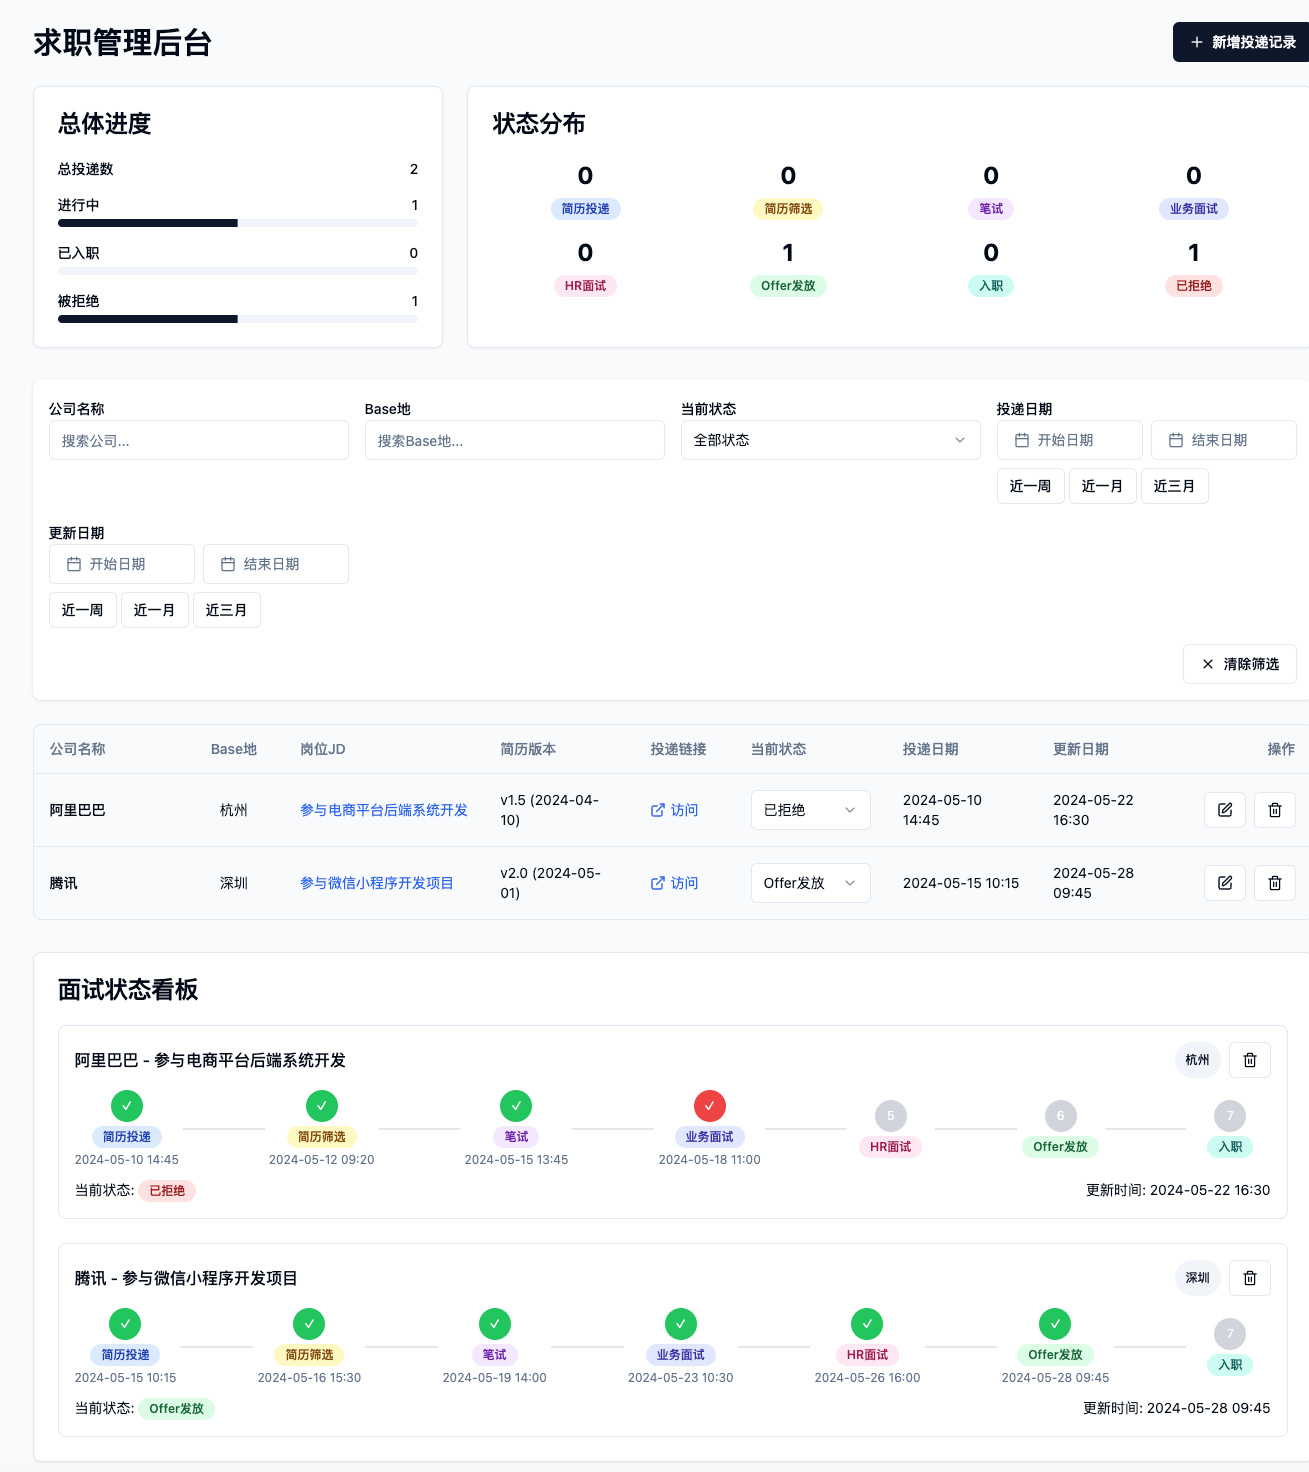 求职管理后台
新增投递记录
总体进度
总投递数 2
进行中 1
已入职 0
被拒绝 1
状态分布
0 0 0 0
简历投递 简历筛选 笔试 业务面试
0 1 0 1
HR面试 Offer发放 入职 已拒绝
公司名称 Base地 当前状态 投递日期
搜索公司... 搜索Base地... 全部状态 开始日期 结束日期
近一周 近一月 近三月
更新日期
开始日期 结束日期
近一周 近一月 近三月
清除筛选
公司名称 Base地 岗位JD 简历版本 投递链接 当前状态 投递日期 更新日期 操作
阿里巴巴 杭州 参与电商平台后端系统开发 v1.5 (2024-04-10) 访问 已拒绝 2024-05-10 14:45 2024-05-22 16:30
腾讯 深圳 参与微信小程序开发项目 v2.0 (2024-05-01) 访问 Offer发放 2024-05-15 10:15 2024-05-28 09:45
面试状态看板
阿里巴巴 - 参与电商平台后端系统开发 杭州
5 6 7
简历投递 简历筛选 笔试 业务面试 HR面试 Offer发放 入职
2024-05-10 14:45 2024-05-12 09:20 2024-05-15 13:45 2024-05-18 11:00
当前状态: 已拒绝 更新时间: 2024-05-22 16:30
腾讯 - 参与微信小程序开发项目 深圳
7
简历投递 简历筛选 笔试 业务面试 HR面试 Offer发放 入职
2024-05-15 10:15 2024-05-16 15:30 2024-05-19 14:00 2024-05-23 10:30 2024-05-26 16:00 2024-05-28 09:45
当前状态: Offer发放 更新时间: 2024-05-28 09:45